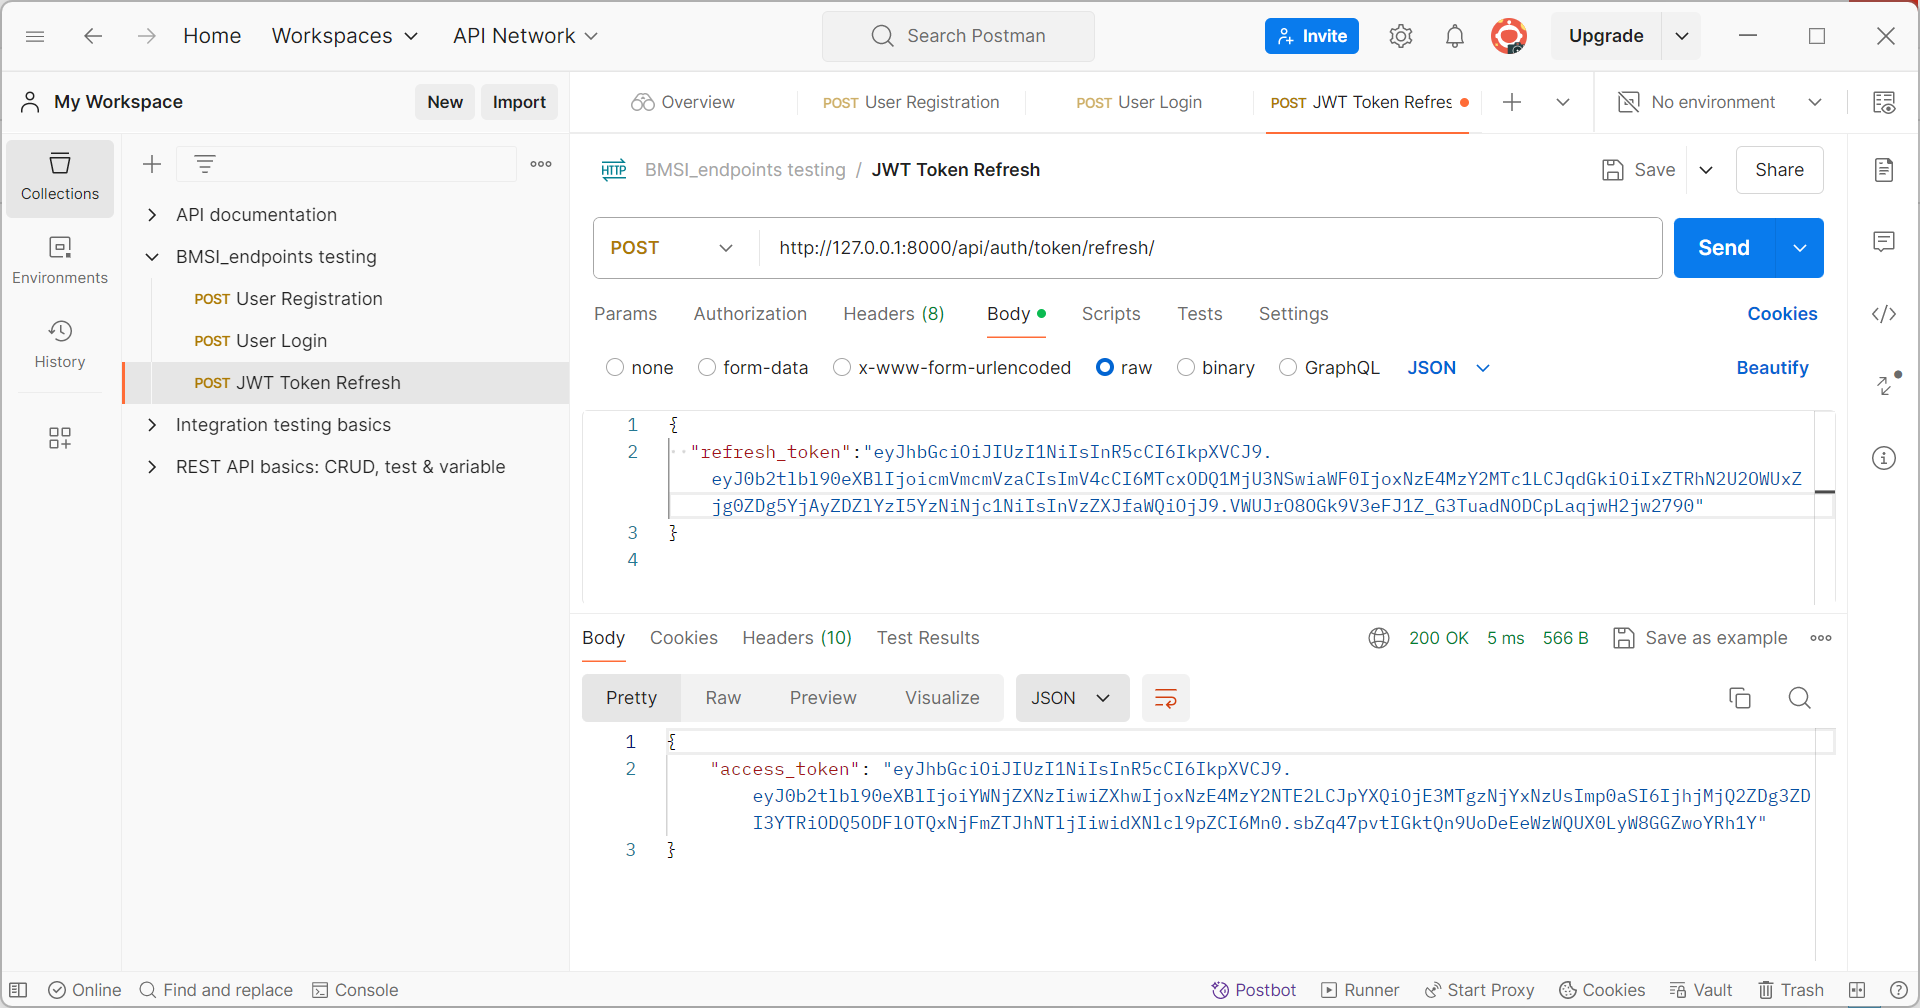 Home Workspaces API Network Search Postman Invite Upgrade
My Workspace New Import Overview POST User Registration POST User Login POST JWT Token Refres No environment
Collections
Environments
History
API documentation
BMSI_endpoints testing
POST User Registration
POST User Login
POST JWT Token Refresh
Integration testing basics
REST API basics: CRUD, test & variable
HTTP BMSI_endpoints testing / JWT Token Refresh Save Share
POST http://127.0.0.1:8000/api/auth/token/refresh/ Send
Params Authorization Headers (8) Body Scripts Tests Settings Cookies
none form-data x-www-form-urlencoded raw binary GraphQL JSON Beautify
1 {
2 "refresh_token":"eyJhbGciOiJIUzI1NiIsInR5cCI6IkpXVCJ9.
eyJ0b2tlbl90eXBlIjoicmVmcmVzaCIsImV4cCI6MTcxODQ1MjU3NSwiaWF0IjoxNzE4MzY2MTc1LCJqdGkiOiIxZTRhN2U2OWUxZ
jg0ZDg5YjAyZDZlYzI5YzNiNjc1NiIsInVzZXJfaWQiOjJ9.VWUJrO8OGk9V3eFJ1Z_G3TuadNODCpLaqjwH2jw2790"
3 }
4
Body Cookies Headers (10) Test Results 200 OK 5 ms 566 B Save as example
Pretty Raw Preview Visualize JSON
1 {
2 "access_token": "eyJhbGciOiJIUzI1NiIsInR5cCI6IkpXVCJ9.
eyJ0b2tlbl90eXBlIjoiYWNjZXNzIiwiZXhwIjoxNzE4MzY2NTE2LCJpYXQiOjE3MTgzNjYxNzUsImp0aSI6IjhjMjQ2ZDg3ZD
I3YTRiODQ5ODFlOTQxNjFmZTJhNTljIiwidXNlcl9pZCI6Mn0.sbZq47pvtIGktQn9UoDeEeWzWQUX0LyW8GGZwoYRh1Y"
3 }
Online Find and replace Console Postbot Runner Start Proxy Cookies Vault Trash